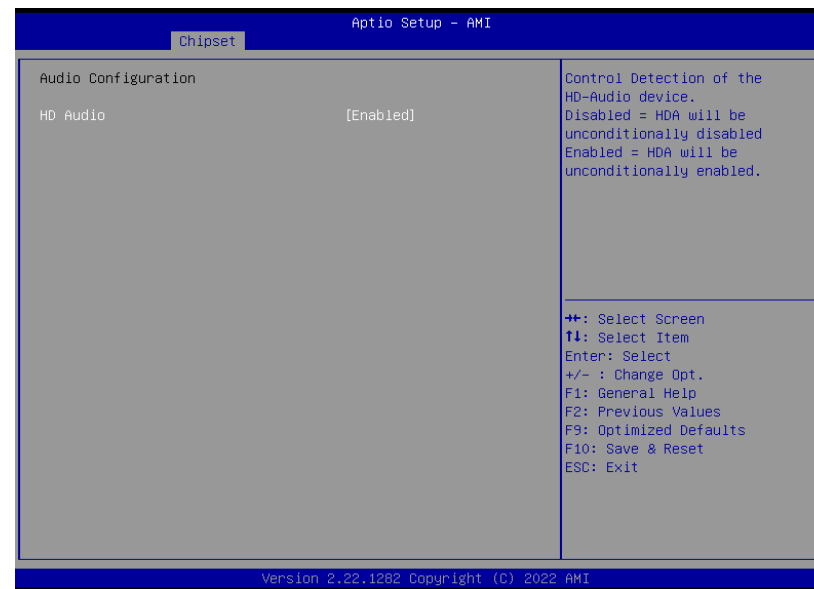 Aptio Setup – AMI
Chipset
Audio Configuration
HD Audio [Enabled]
Control Detection of the
HD-Audio device.
Disabled = HDA will be
unconditionally disabled
Enabled = HDA will be
unconditionally enabled.
→←: Select Screen
↑↓: Select Item
Enter: Select
+/- : Change Opt.
F1: General Help
F2: Previous Values
F9: Optimized Defaults
F10: Save & Reset
ESC: Exit
Version 2.22.1282 Copyright (C) 2022 AMI